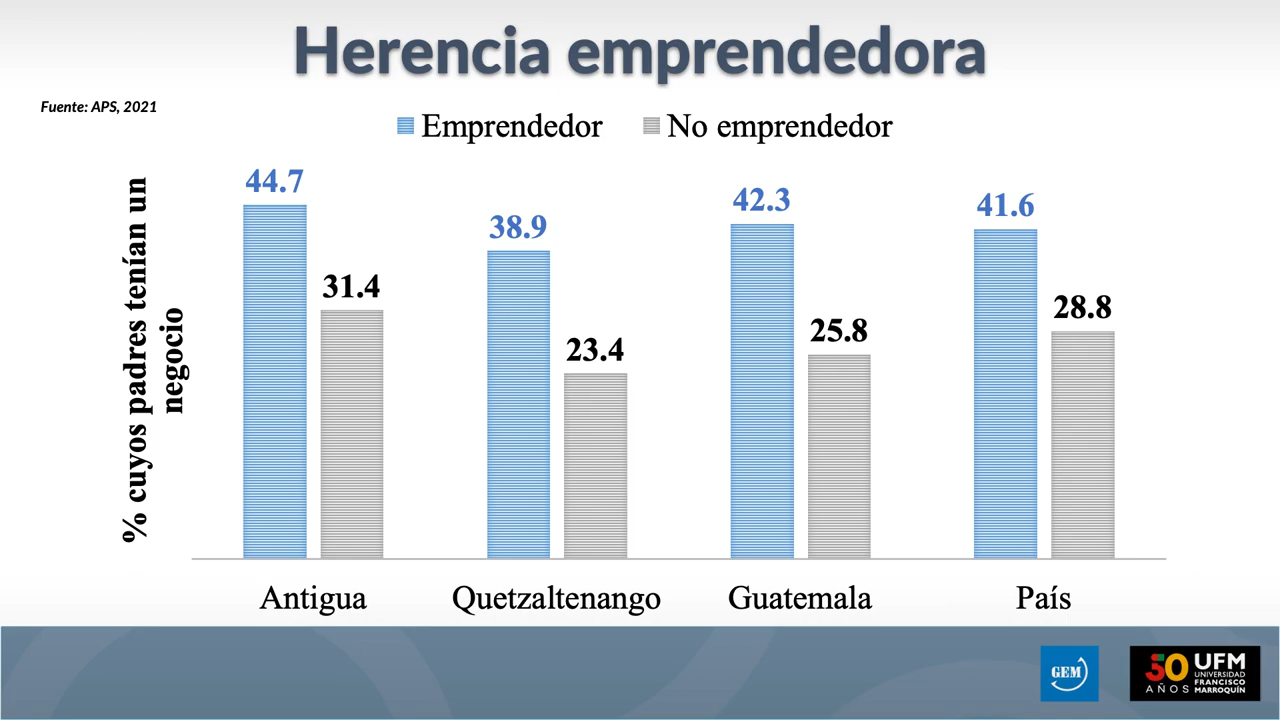 Herencia emprendedora
Fuente: APS, 2021
Emprendedor No emprendedor
% cuyos padres tenían un
negocio
44.7
31.4
38.9
23.4
42.3
25.8
41.6
28.8
Antigua Quetzaltenango Guatemala País
GEM
50 AÑOS
UFM
UNIVERSIDAD
FRANCISCO
MARROQUÍN